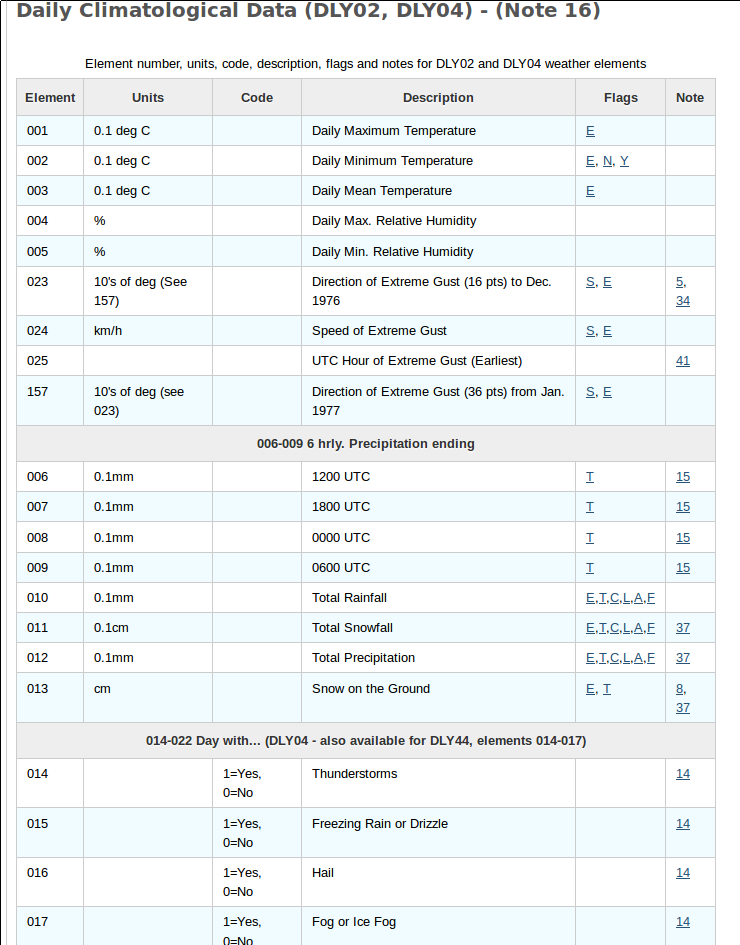 Daily Climatological Data (DLY02, DLY04) - (Note 16)
Element number, units, code, description, flags and notes for DLY02 and DLY04 weather elements
Element Units Code Description Flags Note
001 0.1 deg C Daily Maximum Temperature E
002 0.1 deg C Daily Minimum Temperature E, N, Y
003 0.1 deg C Daily Mean Temperature E
004 % Daily Max. Relative Humidity
005 % Daily Min. Relative Humidity
023 10's of deg (See Direction of Extreme Gust (16 pts) to Dec. S, E 5,
157) 1976 34
024 km/h Speed of Extreme Gust S, E
025 UTC Hour of Extreme Gust (Earliest) 41
157 10's of deg (see Direction of Extreme Gust (36 pts) from Jan. S, E
023) 1977
006-009 6 hrly. Precipitation ending
006 0.1mm 1200 UTC T 15
007 0.1mm 1800 UTC T 15
008 0.1mm 0000 UTC T 15
009 0.1mm 0600 UTC T 15
010 0.1mm Total Rainfall E,T,C,L,A,F
011 0.1cm Total Snowfall E,T,C,L,A,F 37
012 0.1mm Total Precipitation E,T,C,L,A,F 37
013 cm Snow on the Ground E, T 8,
37
014-022 Day with... (DLY04 - also available for DLY44, elements 014-017)
014 1=Yes, Thunderstorms 14
0=No
015 1=Yes, Freezing Rain or Drizzle 14
0=No
016 1=Yes, Hail 14
0=No
017 1=Yes, Fog or Ice Fog 14
0=No